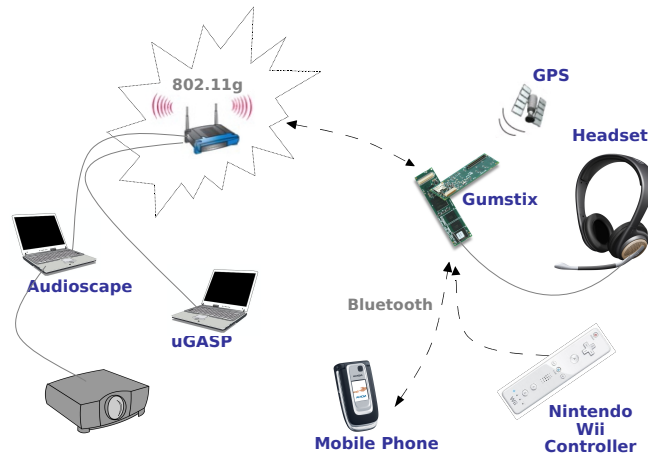 802.11g
GPS
Headset
Gumstix
Audioscape
Bluetooth
uGASP
Mobile Phone
Nintendo
Wii
Controller